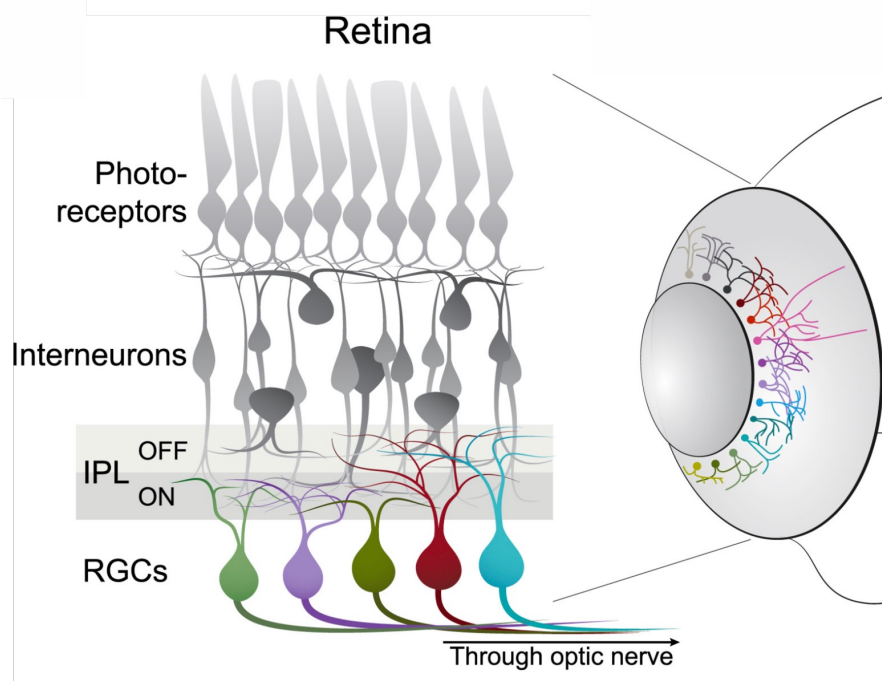 Retina
Photo-
receptors
Interneurons
IPL
OFF
ON
RGCs
Through optic nerve